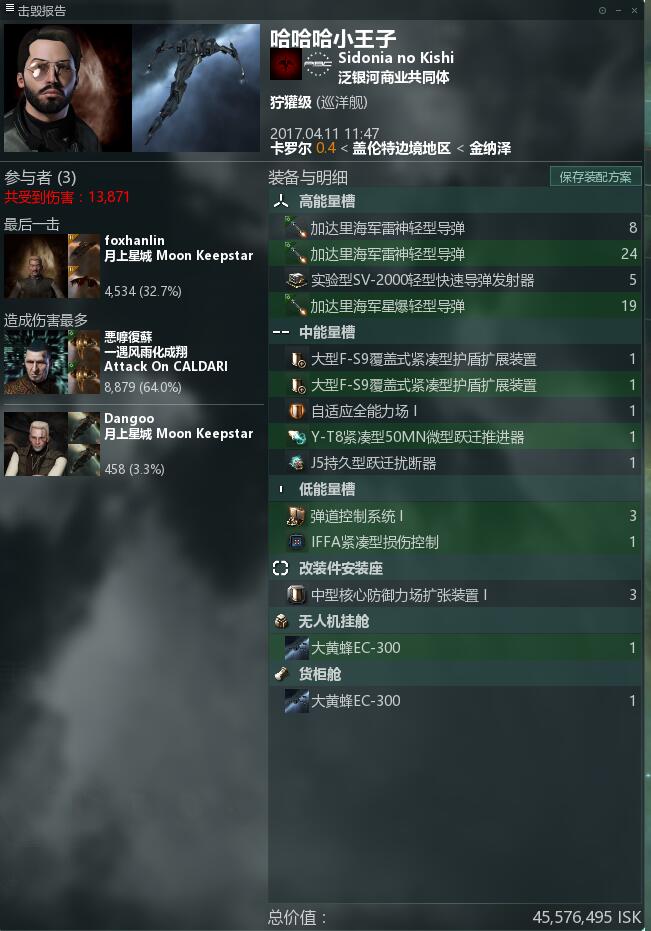 击毁报告
哈哈哈小王子
Sidonia no Kishi
泛银河商业共同体
狞獾级 (巡洋舰)
2017.04.11 11:47
卡罗尔 0.4 < 盖伦特边境地区 < 金纳泽
参与者 (3)
共受到伤害：13,871
最后一击
foxhanlin
月上星城 Moon Keepstar
4,534 (32.7%)
造成伤害最多
悪嘇復蘇
一遇风雨化成翔
Attack On CALDARI
8,879 (64.0%)
Dangoo
月上星城 Moon Keepstar
458 (3.3%)
装备与明细
保存装配方案
高能量槽
加达里海军雷神轻型导弹 8
加达里海军雷神轻型导弹 24
实验型SV-2000轻型快速导弹发射器 5
加达里海军星爆轻型导弹 19
中能量槽
大型F-S9覆盖式紧凑型护盾扩展装置 1
大型F-S9覆盖式紧凑型护盾扩展装置 1
自适应全能力场 I 1
Y-T8紧凑型50MN微型跃迁推进器 1
J5持久型跃迁扰断器 1
低能量槽
弹道控制系统 I 3
IFFA紧凑型损伤控制 1
改装件安装座
中型核心防御力场扩张装置 I 3
无人机挂舱
大黄蜂EC-300 1
货柜舱
大黄蜂EC-300 1
总价值：
45,576,495 ISK